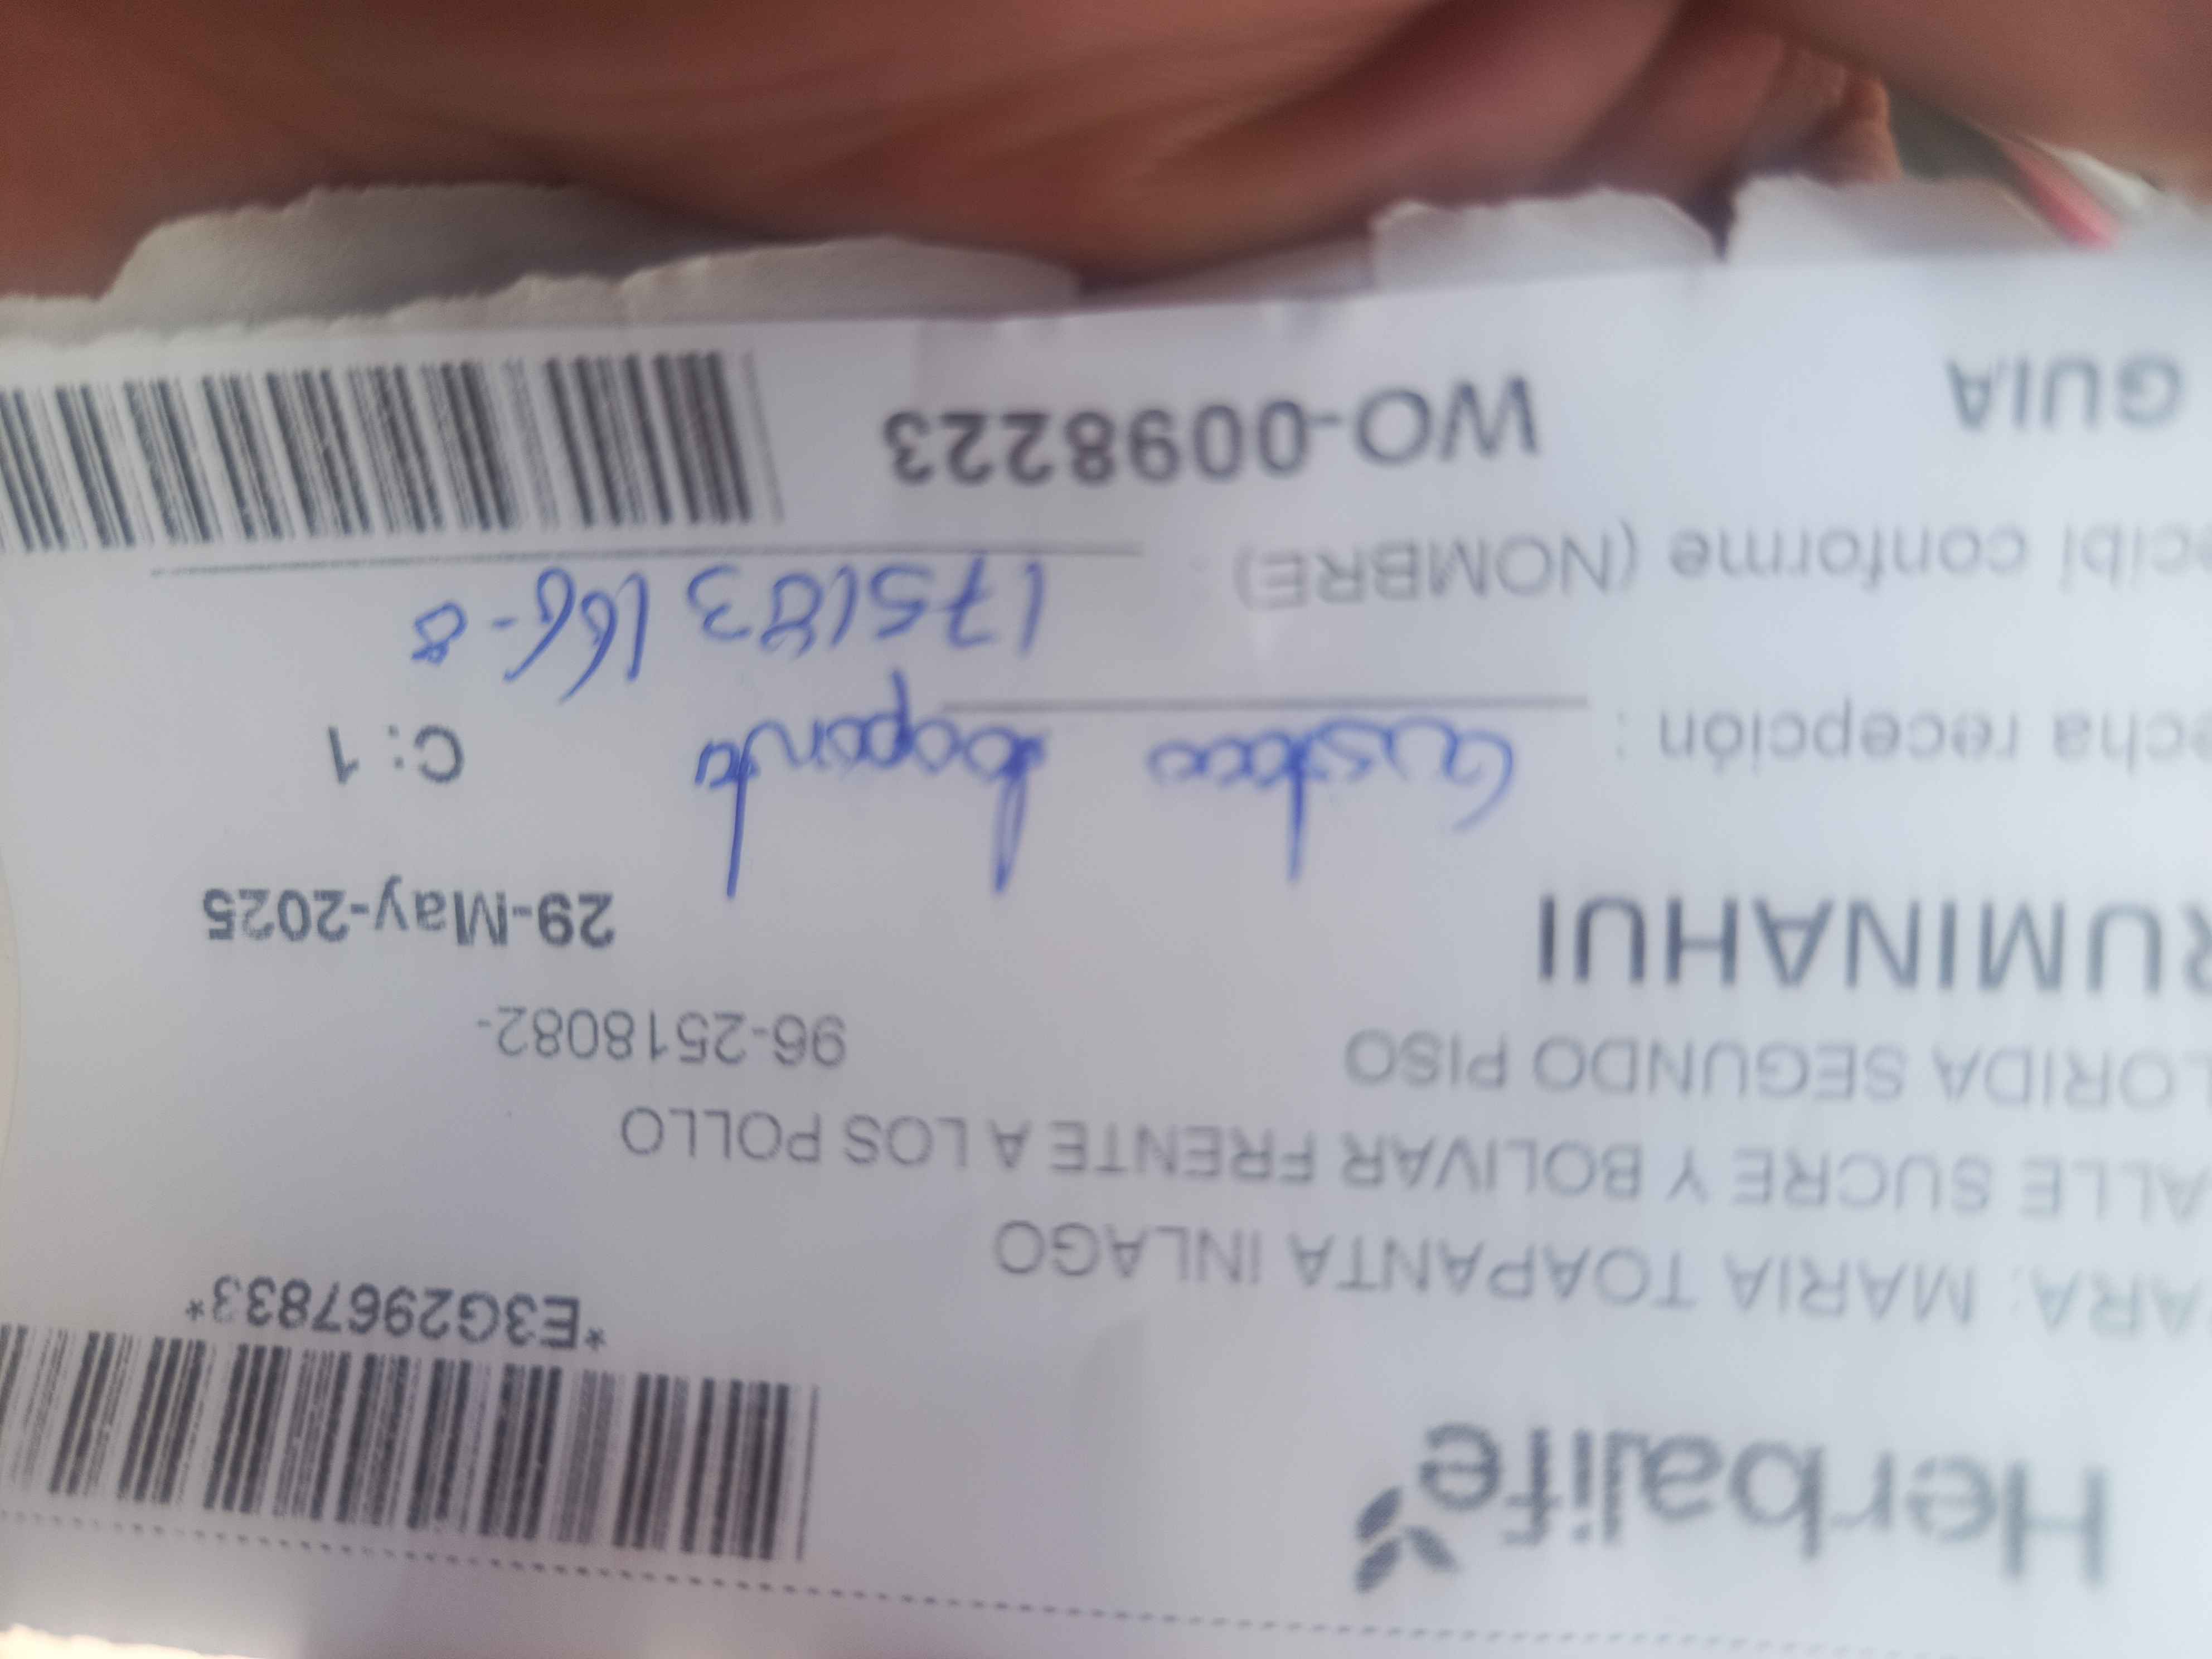 Herbalife
*E3G2967833*
ARA: MARIA TOAPANTA INLAGO
ALLE SUCRE Y BOLIVAR FRENTE A LOS POLLO
LORIDA SEGUNDO PISO 96-2518082-
RUMINAHUI 29-May-2025
C: 1
echa recepción :
cibi conforme (NOMBRE) 175183166-8
GUIA WO-0098223